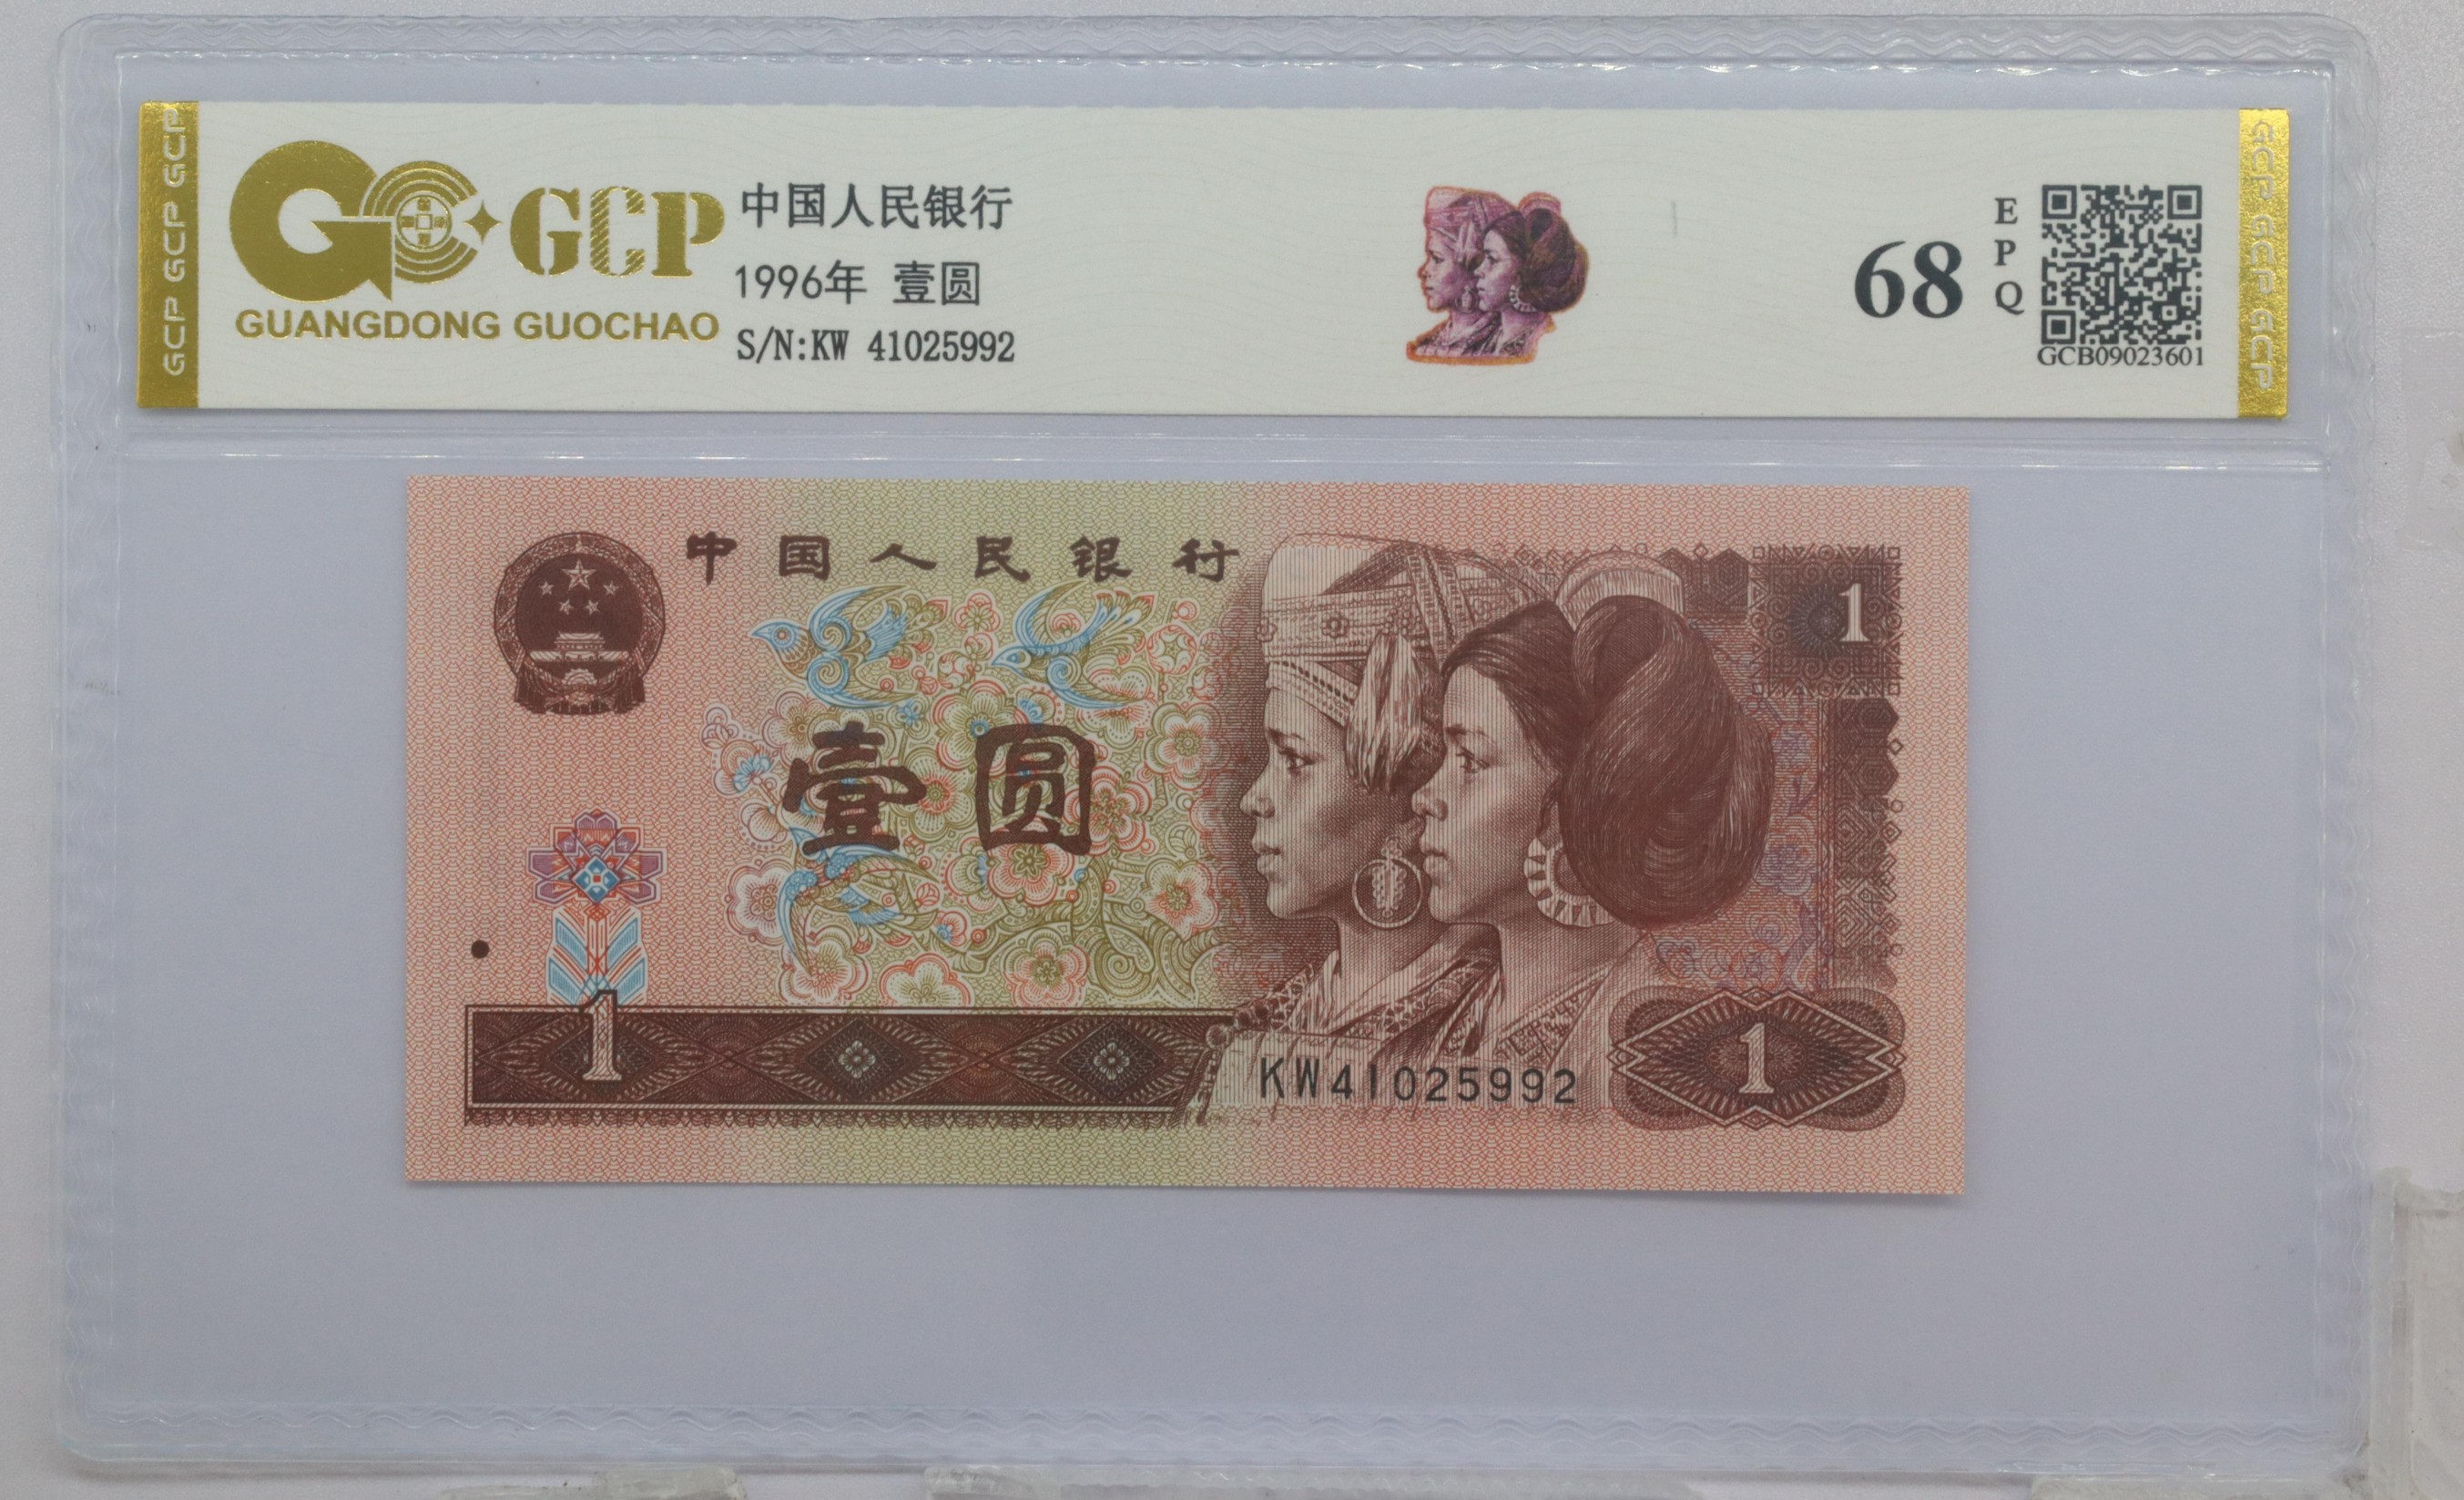 GCP GCP GCP
GCP
GUANGDONG GUOCHAO
中国人民银行
1996年 壹圆
S/N:KW 41025992
68
EPQ
GCB09023601
GCP GCP GCP GCP
中国人民银行
1
壹圆
1
KW41025992
1